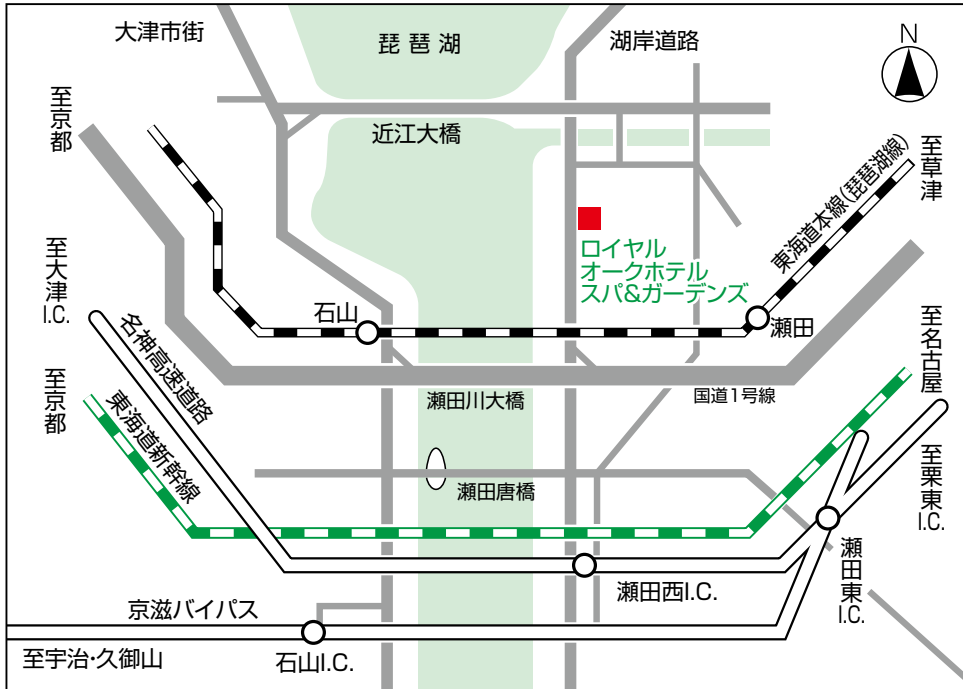 大津市街
琵琶湖
湖岸道路
N
至京都
近江大橋
至草津
東海道本線(琵琶湖線)
ロイヤル
オークホテル
スパ&ガーデンズ
至大津
I.C.
石山
瀬田
名神高速道路
至名古屋
至京都
瀬田川大橋
国道1号線
東海道新幹線
瀬田唐橋
至栗東
I.C.
瀬田東
I.C.
瀬田西I.C.
京滋バイパス
至宇治・久御山
石山I.C.